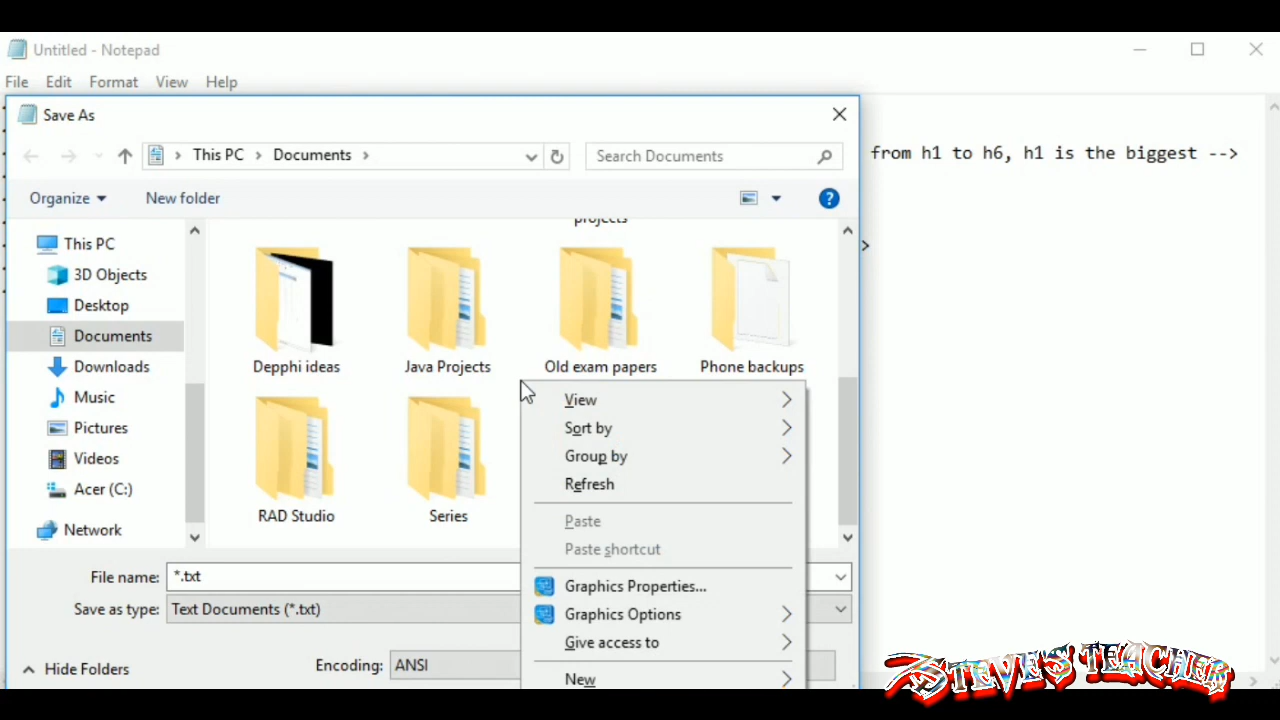 Untitled - Notepad
File Edit Format View Help
Save As
This PC > Documents >
Search Documents
from h1 to h6, h1 is the biggest -->
Organize
New folder
>
projects
This PC
3D Objects
Desktop
Documents
Downloads
Music
Pictures
Videos
Acer (C:)
Network
Depphi ideas
Java Projects
Old exam papers
Phone backups
RAD Studio
Series
View
Sort by
Group by
Refresh
Paste
Paste shortcut
Graphics Properties...
Graphics Options
Give access to
New
File name: *.txt
Save as type: Text Documents (*.txt)
Hide Folders
Encoding: ANSI
STEVE'S TEACHER